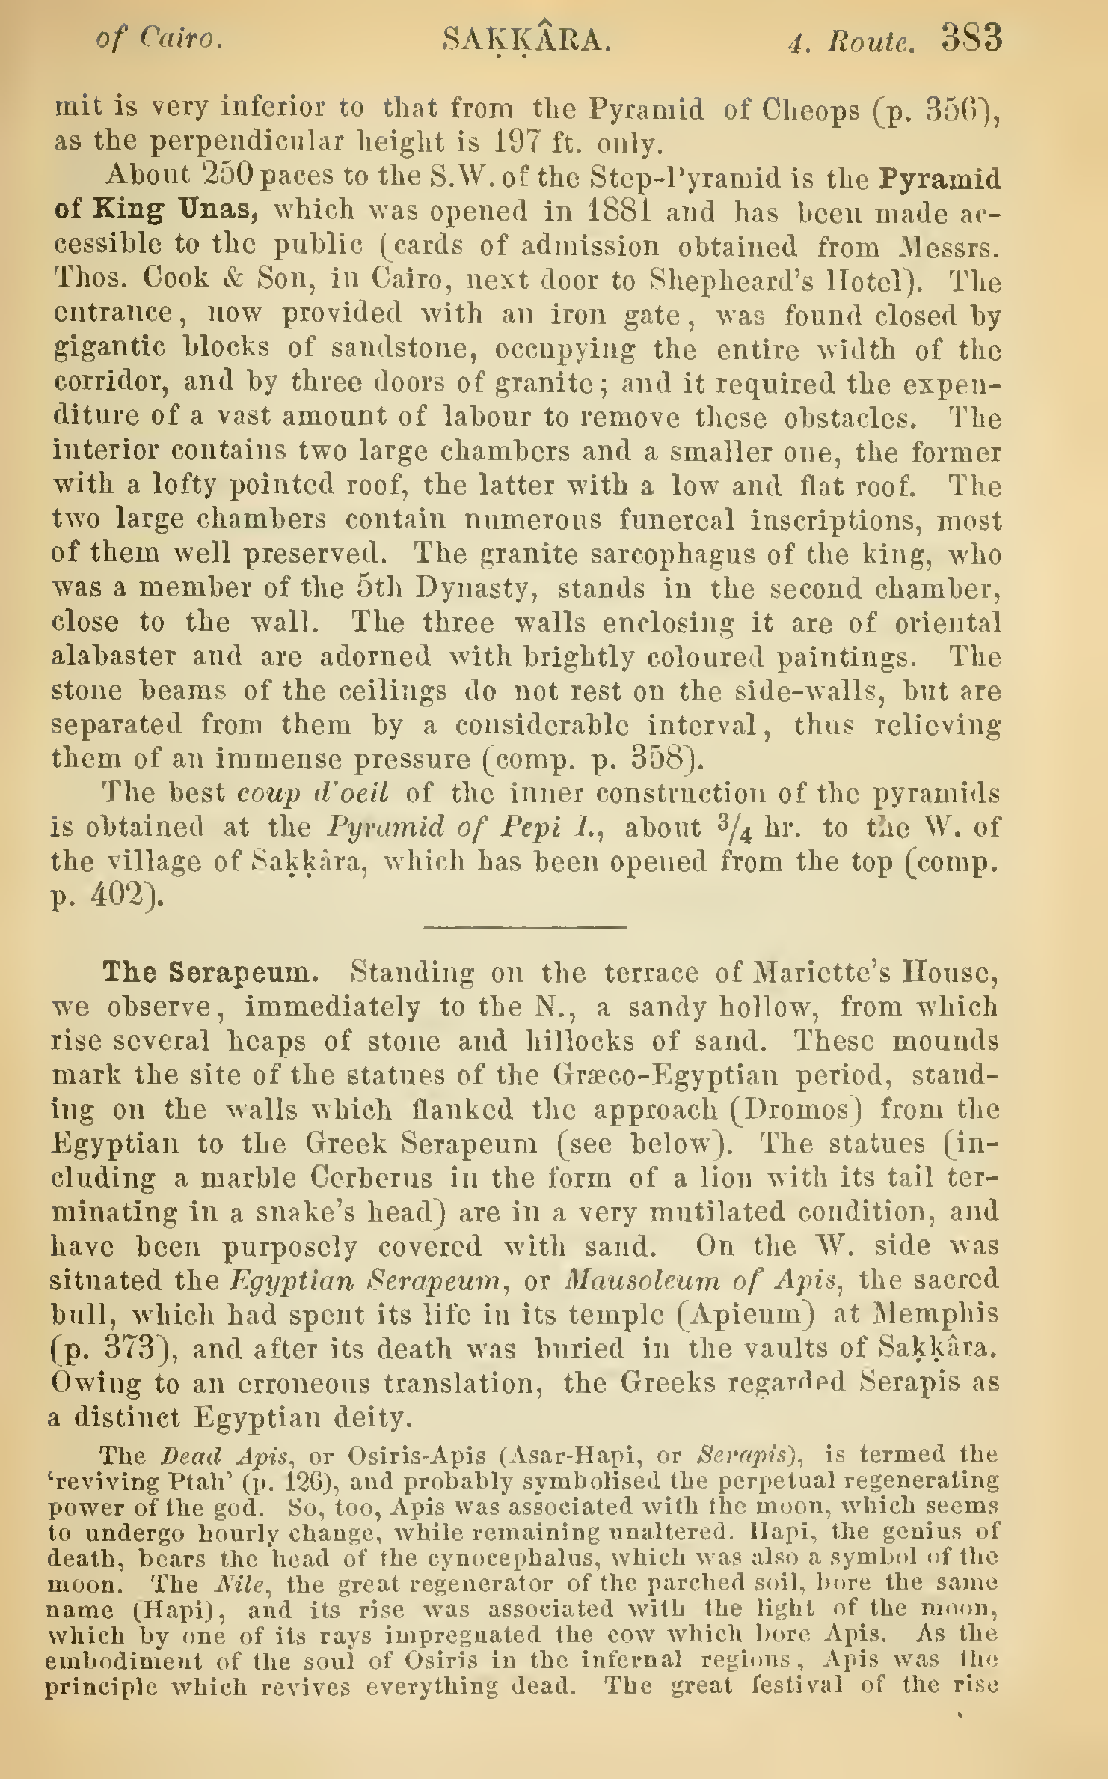 of Cairo. SAḲḲÂRA. 4. Route. 383
mit is very inferior to that from the Pyramid of Cheops (p. 356),
as the perpendicular height is 197 ft. only.
About 250 paces to the S.W. of the Step-Pyramid is the Pyramid
of King Unas, which was opened in 1881 and has been made ac-
cessible to the public (cards of admission obtained from Messrs.
Thos. Cook & Son, in Cairo, next door to Shepheard's Hotel). The
entrance, now provided with an iron gate, was found closed by
gigantic blocks of sandstone, occupying the entire width of the
corridor, and by three doors of granite; and it required the expen-
diture of a vast amount of labour to remove these obstacles. The
interior contains two large chambers and a smaller one, the former
with a lofty pointed roof, the latter with a low and flat roof. The
two large chambers contain numerous funereal inscriptions, most
of them well preserved. The granite sarcophagus of the king, who
was a member of the 5th Dynasty, stands in the second chamber,
close to the wall. The three walls enclosing it are of oriental
alabaster and are adorned with brightly coloured paintings. The
stone beams of the ceilings do not rest on the side-walls, but are
separated from them by a considerable interval, thus relieving
them of an immense pressure (comp. p. 358).
The best coup d'oeil of the inner construction of the pyramids
is obtained at the Pyramid of Pepi I., about 3/4 hr. to the W. of
the village of Saḳḳâra, which has been opened from the top (comp.
p. 402).
The Serapeum. Standing on the terrace of Mariette's House,
we observe, immediately to the N., a sandy hollow, from which
rise several heaps of stone and hillocks of sand. These mounds
mark the site of the statues of the Græco-Egyptian period, stand-
ing on the walls which flanked the approach (Dromos) from the
Egyptian to the Greek Serapeum (see below). The statues (in-
cluding a marble Cerberus in the form of a lion with its tail ter-
minating in a snake's head) are in a very mutilated condition, and
have been purposely covered with sand. On the W. side was
situated the Egyptian Serapeum, or Mausoleum of Apis, the sacred
bull, which had spent its life in its temple (Apieum) at Memphis
(p. 373), and after its death was buried in the vaults of Saḳḳâra.
Owing to an erroneous translation, the Greeks regarded Serapis as
a distinct Egyptian deity.
The Dead Apis, or Osiris-Apis (Asar-Hapi, or Serapis), is termed the
'reviving Ptah' (p. 126), and probably symbolised the perpetual regenerating
power of the god. So, too, Apis was associated with the moon, which seems
to undergo hourly change, while remaining unaltered. Hapi, the genius of
death, bears the head of the cynocephalus, which was also a symbol of the
moon. The Nile, the great regenerator of the parched soil, bore the same
name (Hapi), and its rise was associated with the light of the moon,
which by one of its rays impregnated the cow which bore Apis. As the
embodiment of the soul of Osiris in the infernal regions, Apis was the
principle which revives everything dead. The great festival of the rise